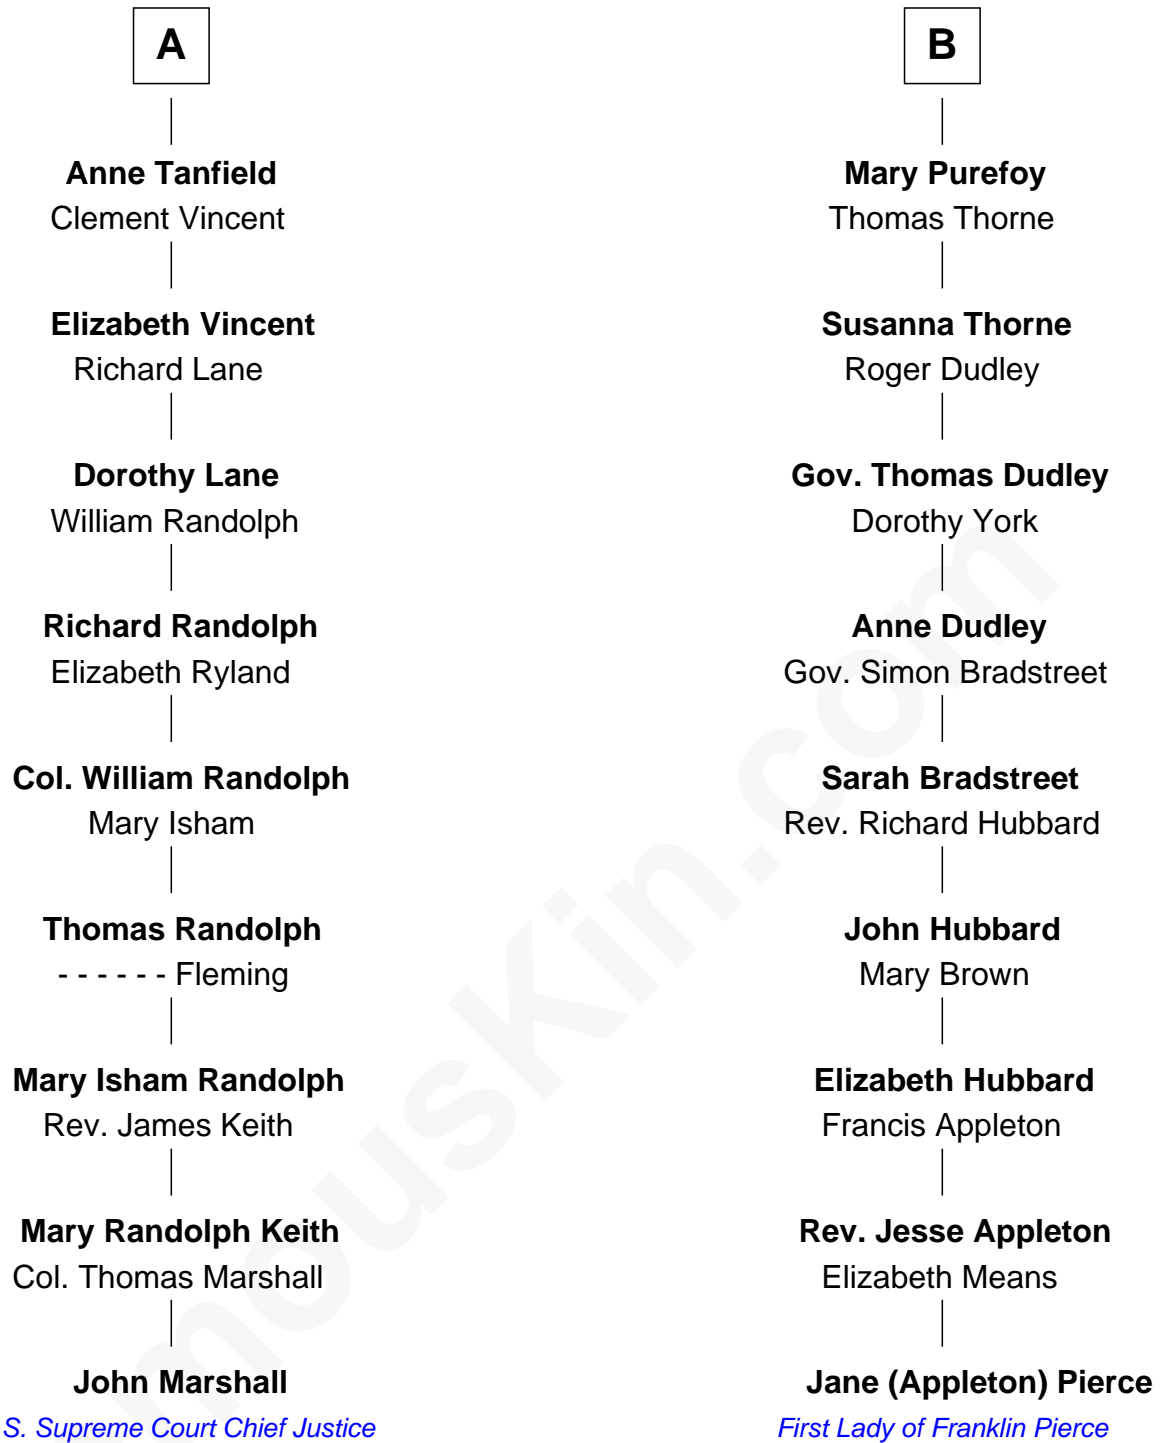 A
Anne Tanfield
Clement Vincent
Elizabeth Vincent
Richard Lane
Dorothy Lane
William Randolph
Richard Randolph
Elizabeth Ryland
Col. William Randolph
Mary Isham
Thomas Randolph
- - - - - - Fleming
Mary Isham Randolph
Rev. James Keith
Mary Randolph Keith
Col. Thomas Marshall
John Marshall
S. Supreme Court Chief Justice
B
Mary Purefoy
Thomas Thorne
Susanna Thorne
Roger Dudley
Gov. Thomas Dudley
Dorothy York
Anne Dudley
Gov. Simon Bradstreet
Sarah Bradstreet
Rev. Richard Hubbard
John Hubbard
Mary Brown
Elizabeth Hubbard
Francis Appleton
Rev. Jesse Appleton
Elizabeth Means
Jane (Appleton) Pierce
First Lady of Franklin Pierce
mousKin.com